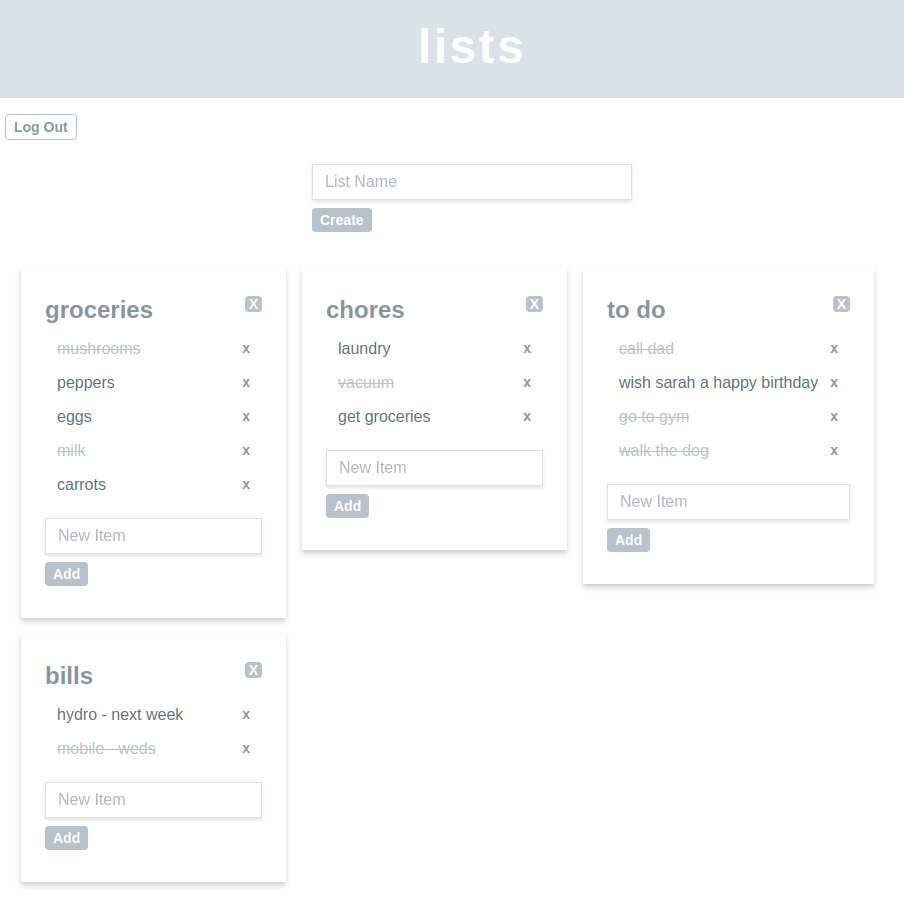 lists
Log Out
List Name
Create
groceries X
mushrooms x
peppers x
eggs x
milk x
carrots x
New Item
Add
chores X
laundry x
vacuum x
get groceries x
New Item
Add
to do X
call dad x
wish sarah a happy birthday x
go to gym x
walk the dog x
New Item
Add
bills X
hydro - next week x
mobile - weds x
New Item
Add